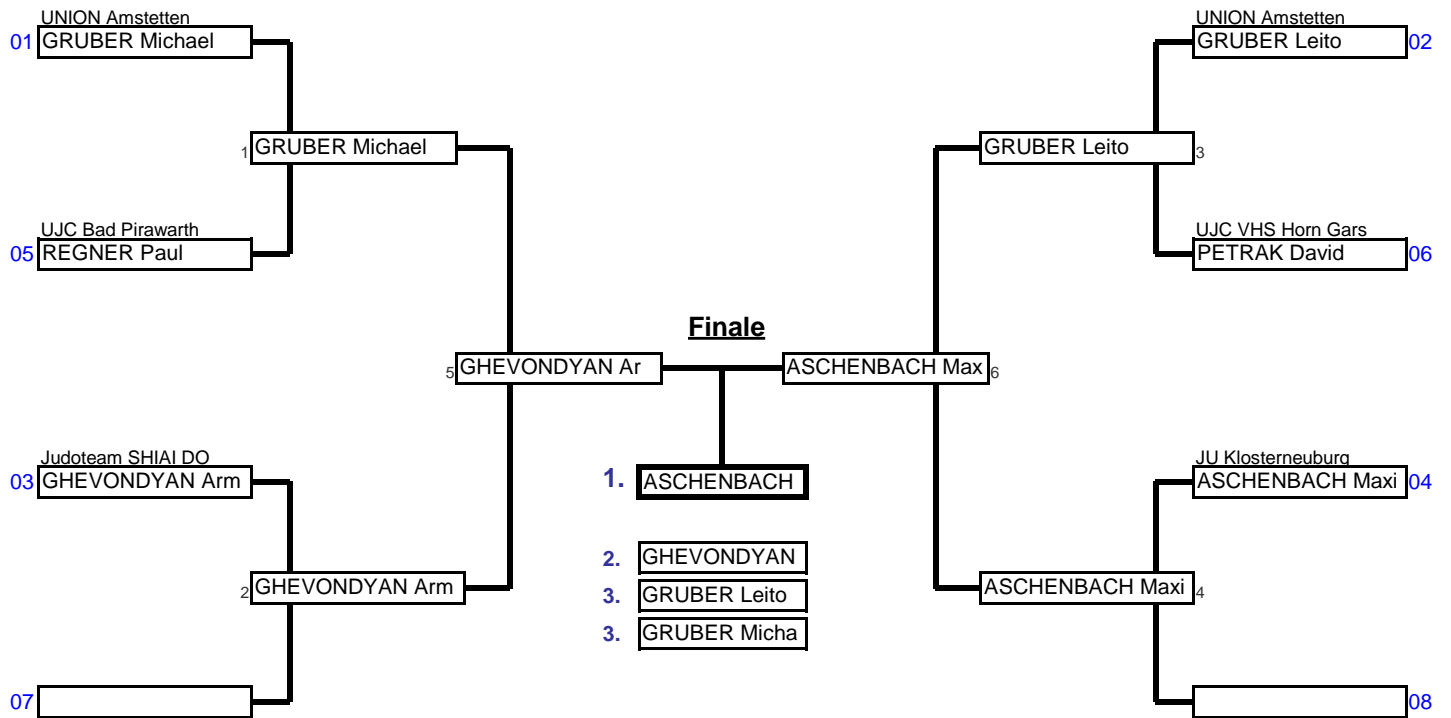 UNION Amstetten
01 GRUBER Michael
UNION Amstetten
GRUBER Leito 02
1 GRUBER Michael
GRUBER Leito 3
UJC Bad Pirawarth
05 REGNER Paul
UJC VHS Horn Gars
PETRAK David 06
Finale
5 GHEVONDYAN Ar
ASCHENBACH Max 6
Judoteam SHIAI DO
03 GHEVONDYAN Arm
JU Klosterneuburg
ASCHENBACH Maxi 04
1. ASCHENBACH
2. GHEVONDYAN
3. GRUBER Leito
3. GRUBER Micha
2 GHEVONDYAN Arm
ASCHENBACH Maxi 4
07
08